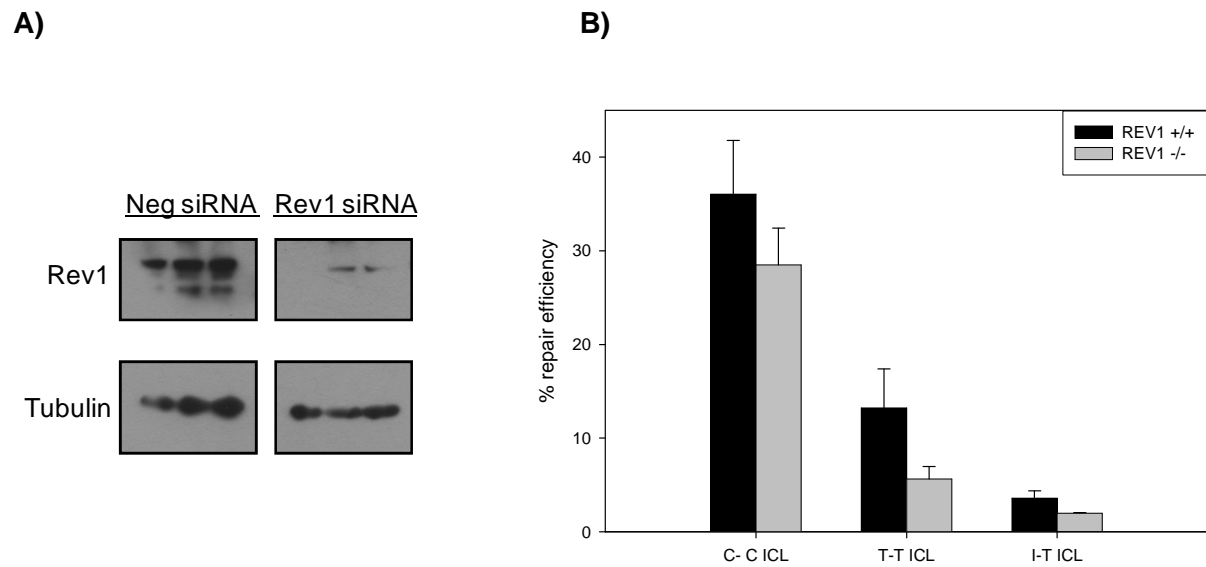 A)
B)
Neg siRNA Rev1 siRNA
Rev1
Tubulin
% repair efficiency
40
30
20
10
0
REV1 +/+
REV1 -/-
C- C ICL T-T ICL I-T ICL